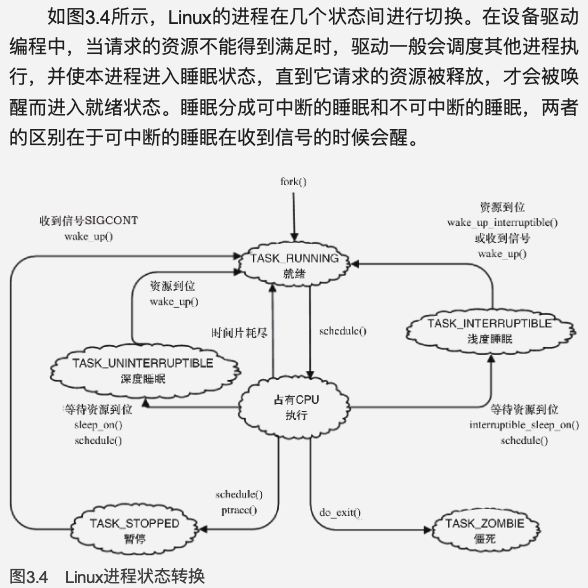 如图3.4所示，Linux的进程在几个状态间进行切换。在设备驱动
编程中，当请求的资源不能得到满足时，驱动一般会调度其他进程执
行，并使本进程进入睡眠状态，直到它请求的资源被释放，才会被唤
醒而进入就绪状态。睡眠分成可中断的睡眠和不可中断的睡眠，两者
的区别在于可中断的睡眠在收到信号的时候会醒。
fork()
收到信号SIGCONT
wake_up()
资源到位
wake_up_interruptible()
或收到信号
wake_up()
TASK_RUNNING
就绪
资源到位
wake_up()
时间片耗尽
schedule()
TASK_INTERRUPTIBLE
浅度睡眠
TASK_UNINTERRUPTIBLE
深度睡眠
占有CPU
执行
等待资源到位
sleep_on()
schedule()
等待资源到位
interruptible_sleep_on()
schedule()
schedule()
ptrace()
do_exit()
TASK_STOPPED
暂停
TASK_ZOMBIE
僵死
图3.4 Linux进程状态转换